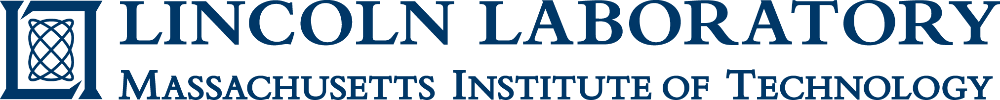 LINCOLN LABORATORY
MASSACHUSETTS INSTITUTE OF TECHNOLOGY